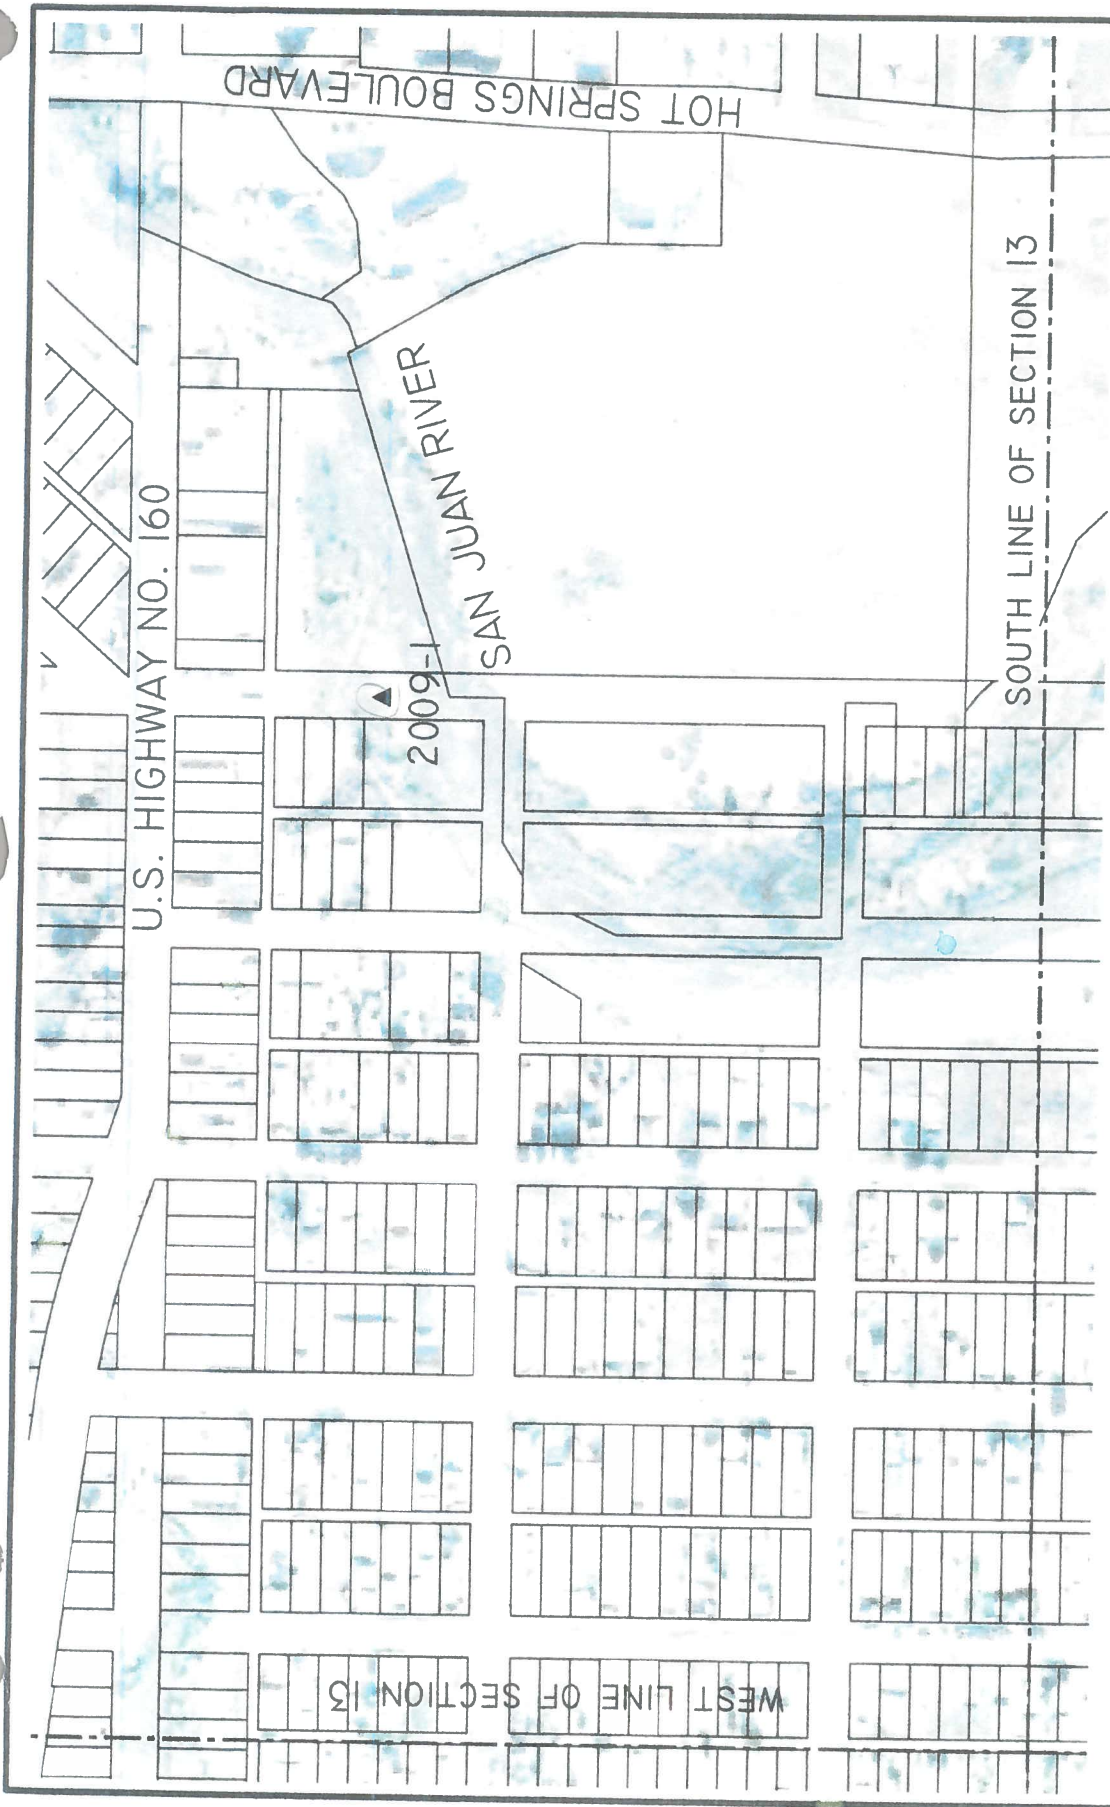 HOT SPRINGS BOULEVARD
U.S. HIGHWAY NO. 160
SAN JUAN RIVER
2009-1
SOUTH LINE OF SECTION 13
WEST LINE OF SECTION 13